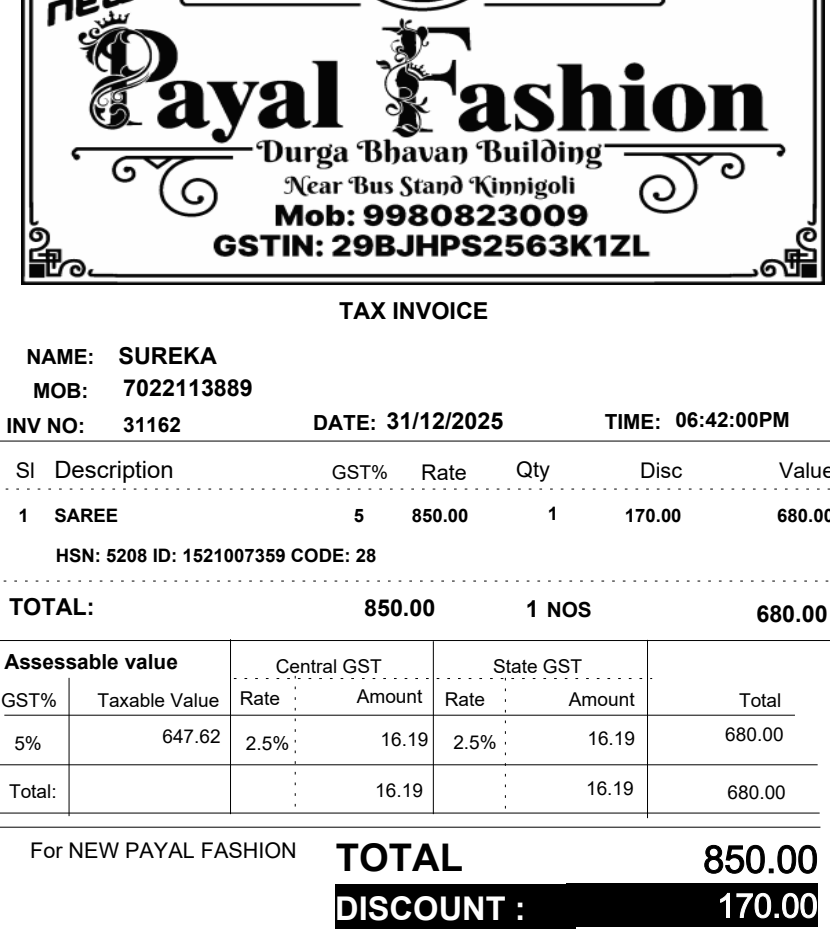 new
Payal Fashion
Durga Bhavan Building
Near Bus Stand Kinnigoli
Mob: 9980823009
GSTIN: 29BJHPS2563K1ZL
TAX INVOICE
NAME: SUREKA
MOB: 7022113889
INV NO: 31162 DATE: 31/12/2025 TIME: 06:42:00PM
Sl Description GST% Rate Qty Disc Value
1 SAREE 5 850.00 1 170.00 680.00
HSN: 5208 ID: 1521007359 CODE: 28
TOTAL: 850.00 1 NOS 680.00
Assessable value Central GST State GST
GST% Taxable Value Rate Amount Rate Amount Total
5% 647.62 2.5% 16.19 2.5% 16.19 680.00
Total: 16.19 16.19 680.00
For NEW PAYAL FASHION TOTAL 850.00
DISCOUNT : 170.00